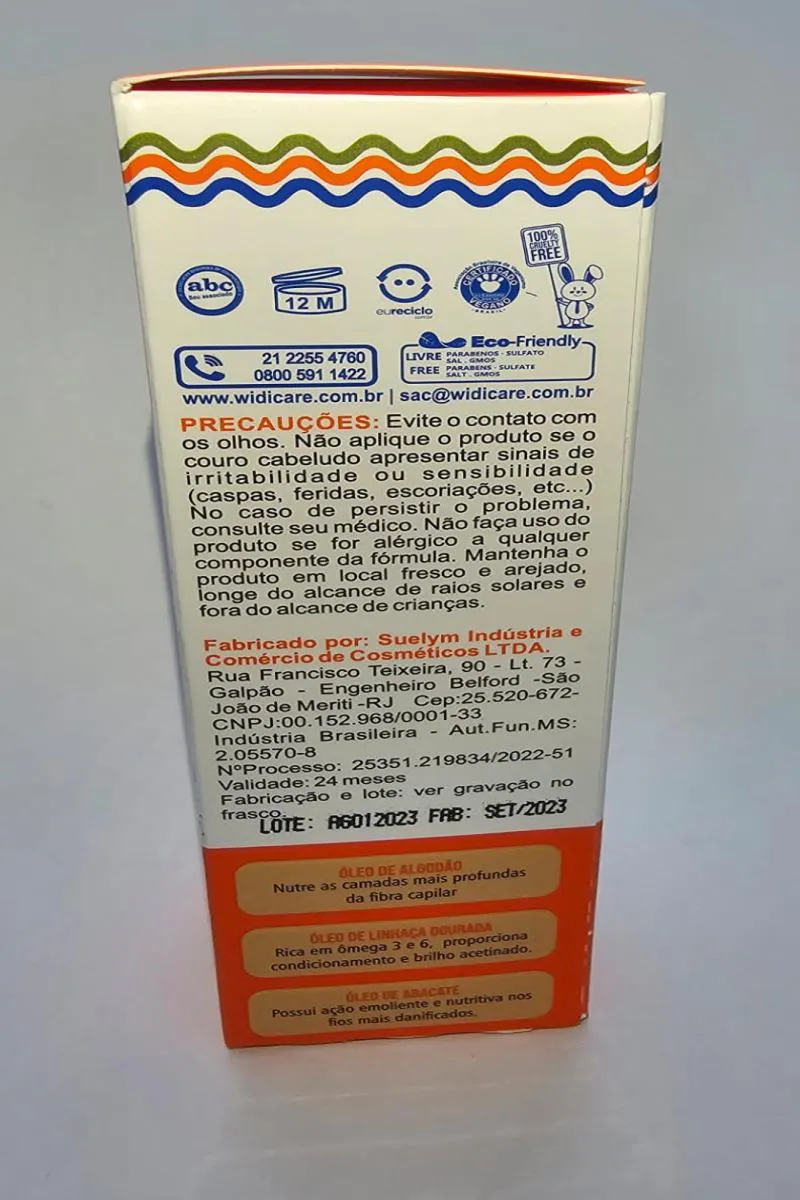 100%
CRUELTY
FREE
abc
Seu associado
12 M
eureciclo
CERTIFICADO
VEGANO
BRASIL
21 2255 4760
0800 591 1422
Eco-Friendly
LIVRE PARABENOS - SULFATO
SAL . GMOS
FREE PARABENS - SULFATE
SALT . GMOS
www.widicare.com.br | sac@widicare.com.br
PRECAUÇÕES: Evite o contato com
os olhos. Não aplique o produto se o
couro cabeludo apresentar sinais de
irritabilidade ou sensibilidade
(caspas, feridas, escoriações, etc...)
No caso de persistir o problema,
consulte seu médico. Não faça uso do
produto se for alérgico a qualquer
componente da fórmula. Mantenha o
produto em local fresco e arejado,
longe do alcance de raios solares e
fora do alcance de crianças.
Fabricado por: Suelym Indústria e
Comércio de Cosméticos LTDA.
Rua Francisco Teixeira, 90 - Lt. 73 -
Galpão - Engenheiro Belford -São
João de Meriti -RJ Cep:25.520-672-
CNPJ:00.152.968/0001-33
Indústria Brasileira - Aut.Fun.MS:
2.05570-8
NºProcesso: 25351.219834/2022-51
Validade: 24 meses
Fabricação e lote: ver gravação no
frasco.
LOTE: A6012023 FAB: SET/2023
ÓLEO DE ALGODÃO
Nutre as camadas mais profundas
da fibra capilar
ÓLEO DE LINHAÇA DOURADA
Rica em ômega 3 e 6, proporciona
condicionamento e brilho acetinado.
ÓLEO DE ABACATE
Possui ação emoliente e nutritiva nos
fios mais danificados.